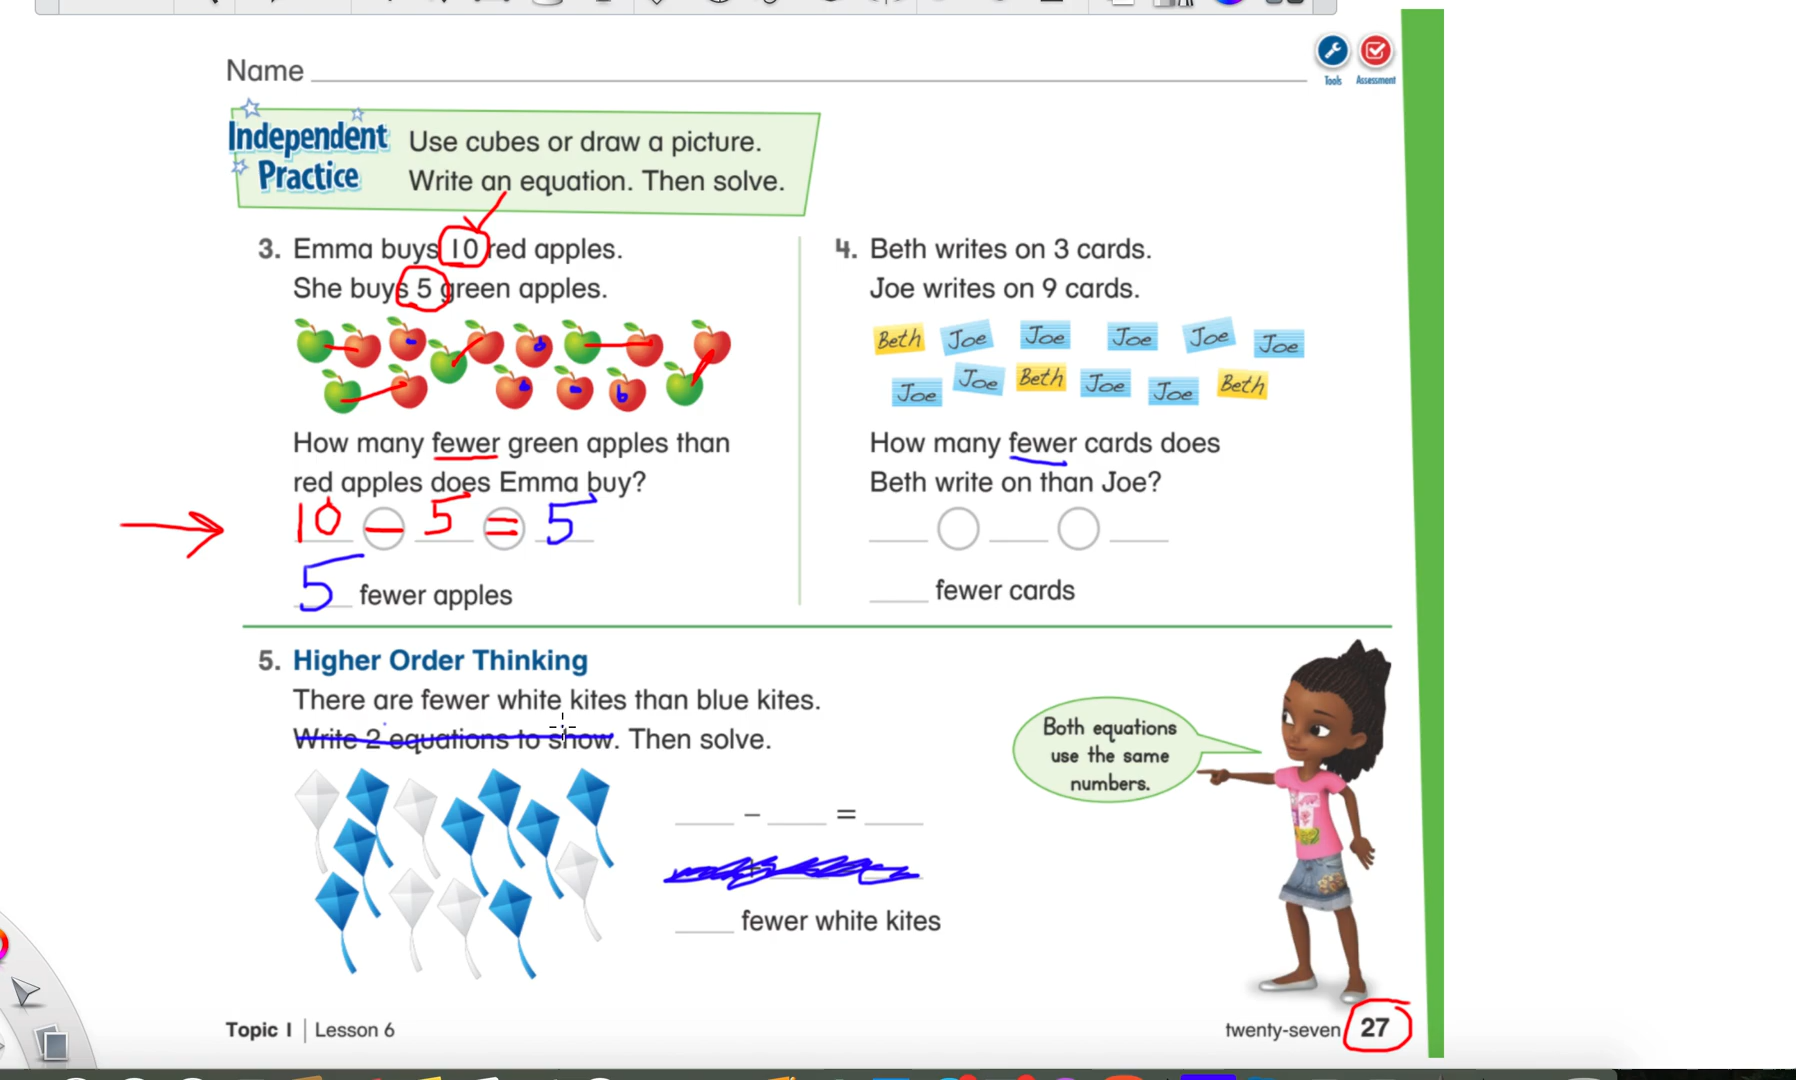 Name
Tools Assessment
Independent Practice
Use cubes or draw a picture.
Write an equation. Then solve.
3. Emma buys 10 red apples.
She buys 5 green apples.
How many fewer green apples than
red apples does Emma buy?
10 − 5 = 5
5 fewer apples
4. Beth writes on 3 cards.
Joe writes on 9 cards.
Beth Joe Joe Joe Joe Joe
Joe Joe Beth Joe Joe Beth
How many fewer cards does
Beth write on than Joe?
fewer cards
5. Higher Order Thinking
There are fewer white kites than blue kites.
Write 2 equations to show. Then solve.
− =
fewer white kites
Both equations
use the same
numbers.
Topic 1 | Lesson 6
twenty-seven 27